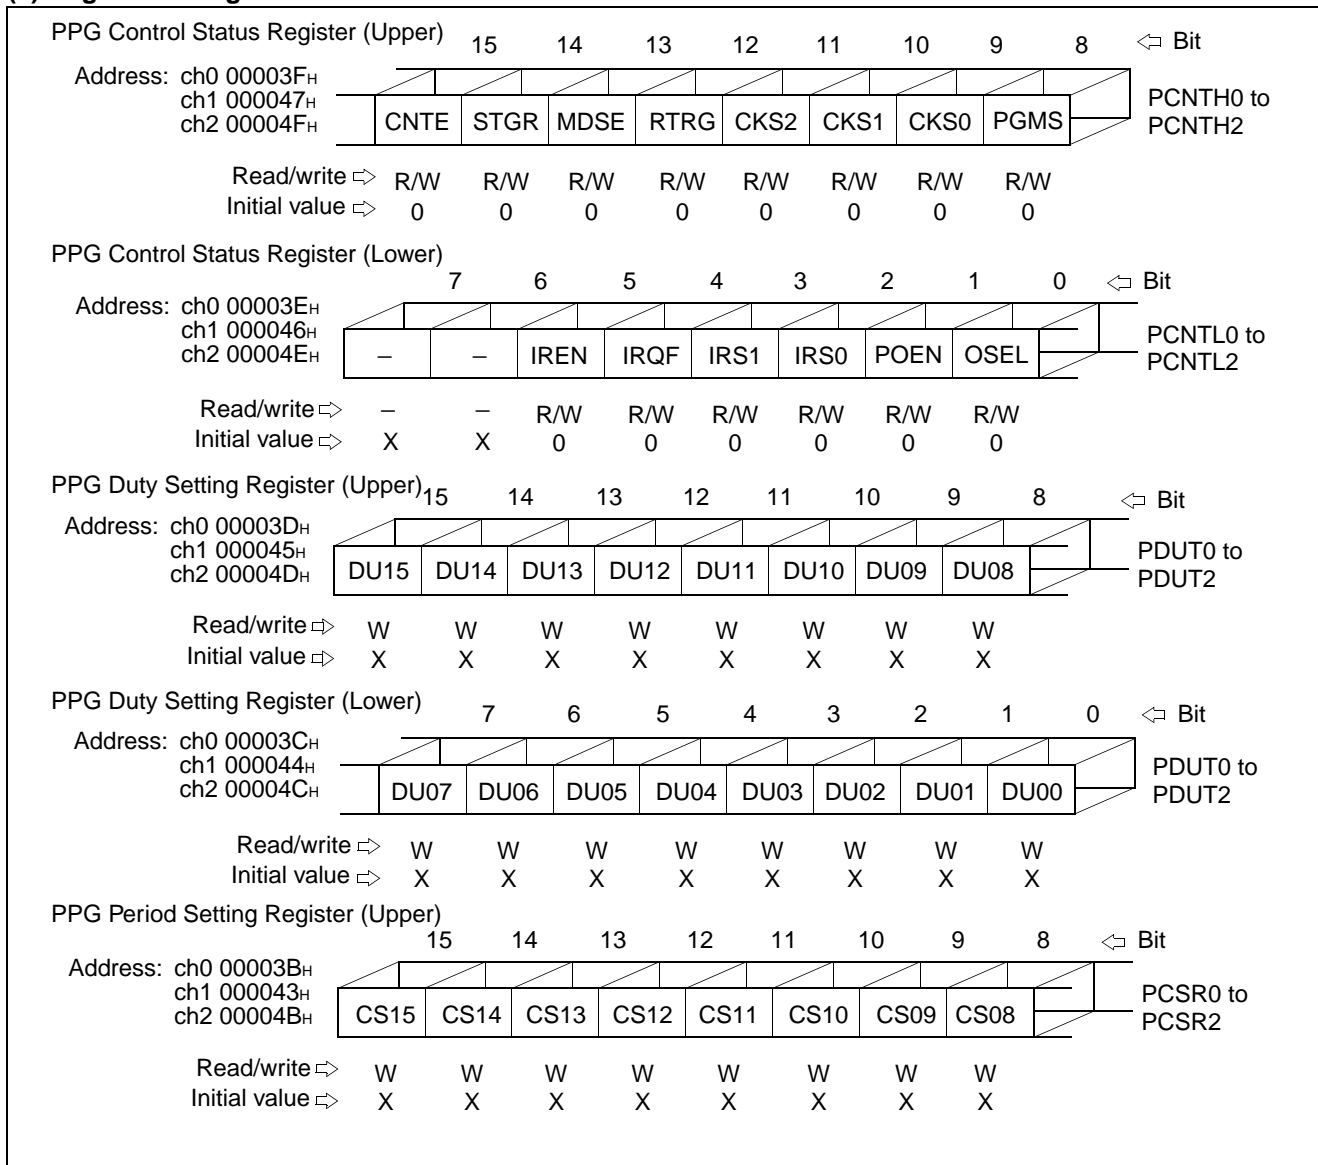 PPG Control Status Register (Upper)
15 14 13 12 11 10 9 8 ⇦ Bit
Address: ch0 00003FH
ch1 000047H
ch2 00004FH
CNTE STGR MDSE RTRG CKS2 CKS1 CKS0 PGMS
PCNTH0 to
PCNTH2
Read/write ⇨ R/W R/W R/W R/W R/W R/W R/W R/W
Initial value ⇨ 0 0 0 0 0 0 0 0
PPG Control Status Register (Lower)
7 6 5 4 3 2 1 0 ⇦ Bit
Address: ch0 00003EH
ch1 000046H
ch2 00004EH
– – IREN IRQF IRS1 IRS0 POEN OSEL
PCNTL0 to
PCNTL2
Read/write ⇨ – – R/W R/W R/W R/W R/W R/W
Initial value ⇨ X X 0 0 0 0 0 0
PPG Duty Setting Register (Upper)
15 14 13 12 11 10 9 8 ⇦ Bit
Address: ch0 00003DH
ch1 000045H
ch2 00004DH
DU15 DU14 DU13 DU12 DU11 DU10 DU09 DU08
PDUT0 to
PDUT2
Read/write ⇨ W W W W W W W W
Initial value ⇨ X X X X X X X X
PPG Duty Setting Register (Lower)
7 6 5 4 3 2 1 0 ⇦ Bit
Address: ch0 00003CH
ch1 000044H
ch2 00004CH
DU07 DU06 DU05 DU04 DU03 DU02 DU01 DU00
PDUT0 to
PDUT2
Read/write ⇨ W W W W W W W W
Initial value ⇨ X X X X X X X X
PPG Period Setting Register (Upper)
15 14 13 12 11 10 9 8 ⇦ Bit
Address: ch0 00003BH
ch1 000043H
ch2 00004BH
CS15 CS14 CS13 CS12 CS11 CS10 CS09 CS08
PCSR0 to
PCSR2
Read/write ⇨ W W W W W W W W
Initial value ⇨ X X X X X X X X